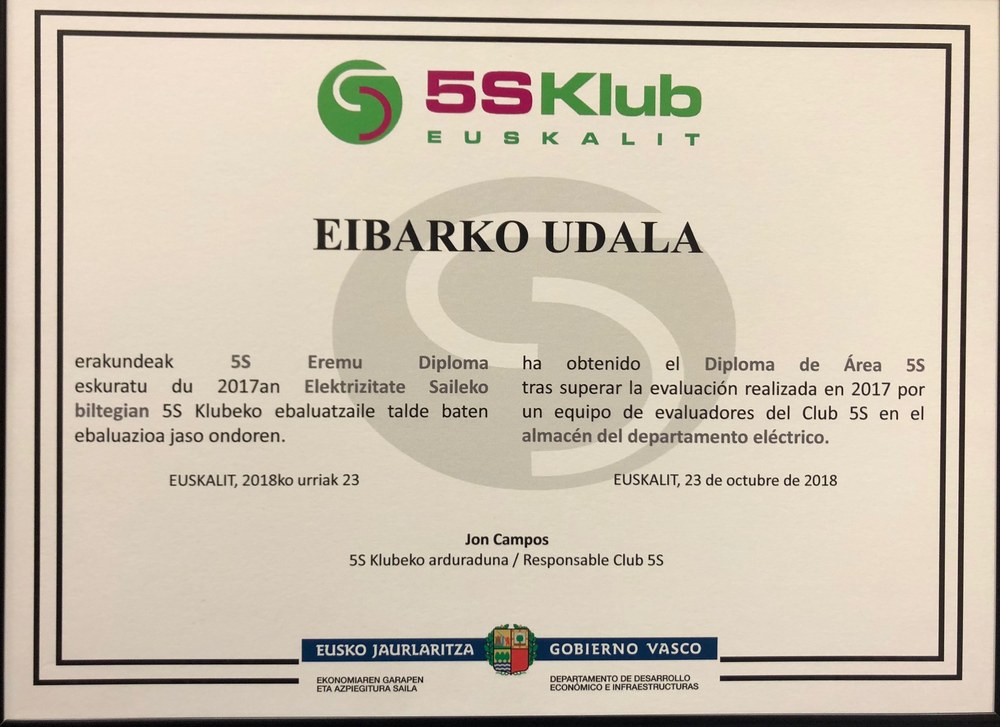 5S Klub
EUSKALIT
EIBARKO UDALA
erakundeak 5S Eremu Diploma
eskuratu du 2017an Elektrizitate Saileko
biltegian 5S Klubeko ebaluatzaile talde baten
ebaluazioa jaso ondoren.
EUSKALIT, 2018ko urriak 23
ha obtenido el Diploma de Área 5S
tras superar la evaluación realizada en 2017 por
un equipo de evaluadores del Club 5S en el
almacén del departamento eléctrico.
EUSKALIT, 23 de octubre de 2018
Jon Campos
5S Klubeko arduraduna / Responsable Club 5S
EUSKO JAURLARITZA
GOBIERNO VASCO
EKONOMIAREN GARAPEN
ETA AZPIEGITURA SAILA
DEPARTAMENTO DE DESARROLLO
ECONÓMICO E INFRAESTRUCTURAS